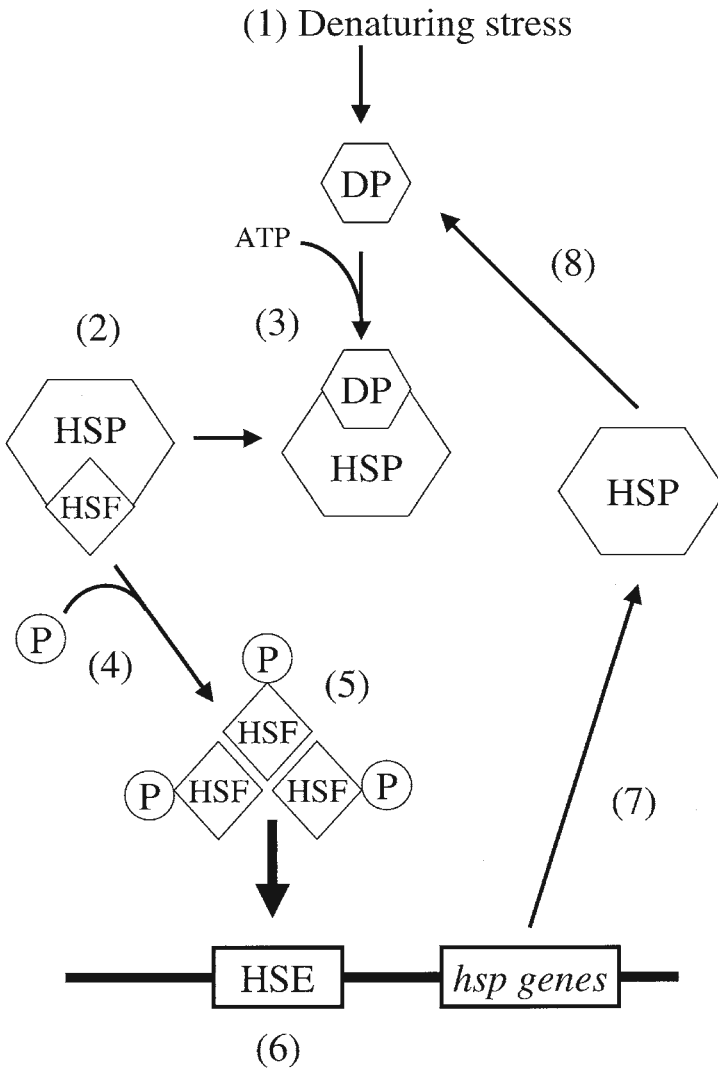 (1) Denaturing stress
DP
ATP
(8)
(2)
(3)
DP
HSP
HSP
HSF
HSP
P
(4)
P
(5)
HSF
P
HSF
HSF
P
(7)
HSE
hsp genes
(6)